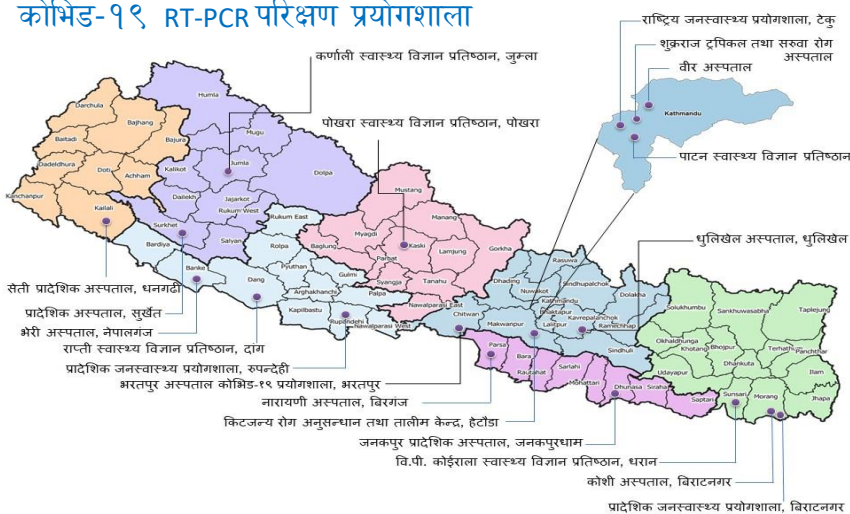 कोभिड-१९ RT-PCR परिक्षण प्रयोगशाला
राष्ट्रिय जनस्वास्थ्य प्रयोगशाला, टेकु
शुक्रराज ट्रपिकल तथा सरुवा रोग
अस्पताल
वीर अस्पताल
Kathmandu
पाटन स्वास्थ्य विज्ञान प्रतिष्ठान
कर्णाली स्वास्थ्य विज्ञान प्रतिष्ठान, जुम्ला
पोखरा स्वास्थ्य विज्ञान प्रतिष्ठान, पोखरा
धुलिखेल अस्पताल, धुलिखेल
Humla
Darchula
Bajhang
Mugu
Baitadi
Bajura
Dadeldhura
Doti
Kalikot
Jumla
Achham
Dolpa
Kanchanpur
Kailali
Dailekh
Jajarkot
Rukum West
Rukum East
Surkhet
Salyan
Bardiya
Banke
Rolpa
Dang
Pyuthan
Gulmi
Arghakhanchi
Palpa
Kapilbastu
Rupandehi
Nawalparasi West
Mustang
Manang
Myagdi
Kaski
Lamjung
Gorkha
Baglung
Parbat
Syangja
Tanahu
Nawalparasi East
Rasuwa
Dhading
Nuwakot
Sindhupalchok
Dolakha
Kathmandu
Bhaktapur
Lalitpur
Kavrepalanchok
Ramechhap
Chitwan
Makwanpur
Sindhuli
Parsa
Bara
Rautahat
Sarlahi
Mohattari
Dhunasa
Siraha
Saptari
Solukhumbu
Sankhuwasabha
Taplejung
Okhaldhunga
Khotang
Bhojpur
Terhathum
Panchthar
Dhankuta
Udayapur
Ilam
Sunsari
Morang
Jhapa
सेती प्रादेशिक अस्पताल, धनगढी
प्रादेशिक अस्पताल, सुर्खेत
भेरी अस्पताल, नेपालगंज
राप्ती स्वास्थ्य विज्ञान प्रतिष्ठान, दांग
प्रादेशिक जनस्वास्थ्य प्रयोगशाला, रुपन्देही
भरतपुर अस्पताल कोभिड-१९ प्रयोगशाला, भरतपुर
नारायणी अस्पताल, बिरगंज
किटजन्य रोग अनुसन्धान तथा तालीम केन्द्र, हेटौडा
जनकपुर प्रादेशिक अस्पताल, जनकपुरधाम
वि.पी. कोईराला स्वास्थ्य विज्ञान प्रतिष्ठान, धरान
कोशी अस्पताल, बिराटनगर
प्रादेशिक जनस्वास्थ्य प्रयोगशाला, बिराटनगर